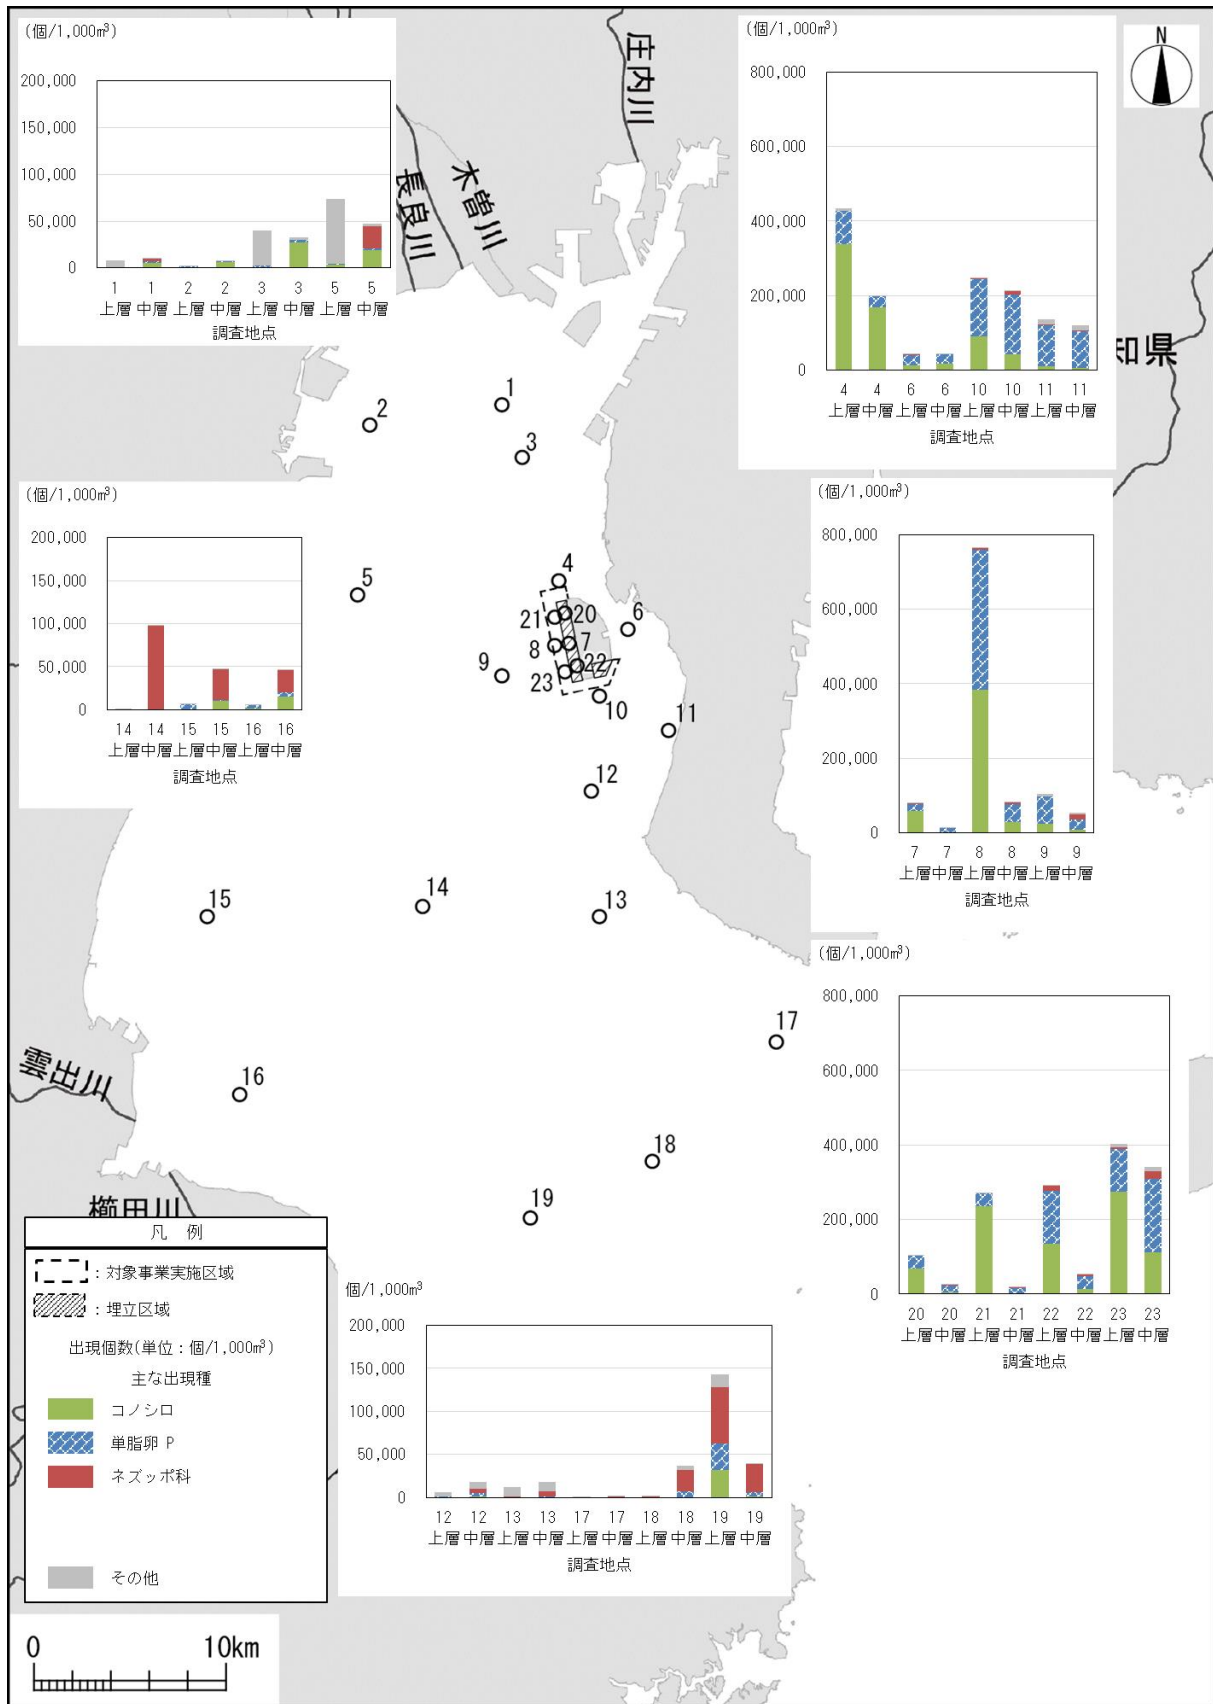 (個/1,000m³)
200,000
150,000
100,000
50,000
0
1 1 2 2 3 3 5 5
上層 中層 上層 中層 上層 中層 上層 中層
調査地点
庄内川
木曽川
長良川
(個/1,000m³)
800,000
600,000
400,000
200,000
0
4 4 6 6 10 10 11 11
上層 中層 上層 中層 上層 中層 上層 中層
調査地点
N
知県
1
2
3
(個/1,000m³)
200,000
150,000
100,000
50,000
0
14 14 15 15 16 16
上層 中層 上層 中層 上層 中層
調査地点
4
5
20
21
6
7
8
22
9
23
10
11
12
(個/1,000m³)
800,000
600,000
400,000
200,000
0
7 7 8 8 9 9
上層 中層 上層 中層 上層 中層
調査地点
14
15
13
(個/1,000m³)
800,000
600,000
400,000
200,000
0
20 20 21 21 22 22 23 23
上層 中層 上層 中層 上層 中層 上層 中層
調査地点
17
雲出川
16
18
19
櫛田川
凡 例
：対象事業実施区域
：埋立区域
出現個数(単位：個/1,000m³)
主な出現種
コノシロ
単脂卵 P
ネズッポ科
その他
個/1,000m³
200,000
150,000
100,000
50,000
0
12 12 13 13 17 17 18 18 19 19
上層 中層 上層 中層 上層 中層 上層 中層 上層 中層
調査地点
0 10km